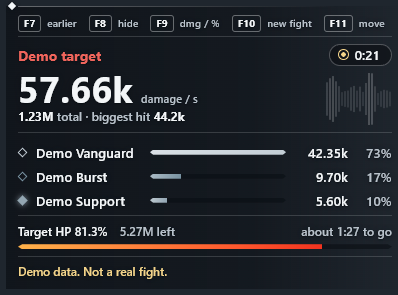 F7 earlier F8 hide F9 dmg / % F10 new fight F11 move
Demo target 0:21
57.66k damage / s
1.23M total · biggest hit 44.2k
Demo Vanguard 42.35k 73%
Demo Burst 9.70k 17%
Demo Support 5.60k 10%
Target HP 81.3% 5.27M left about 1:27 to go
Demo data. Not a real fight.